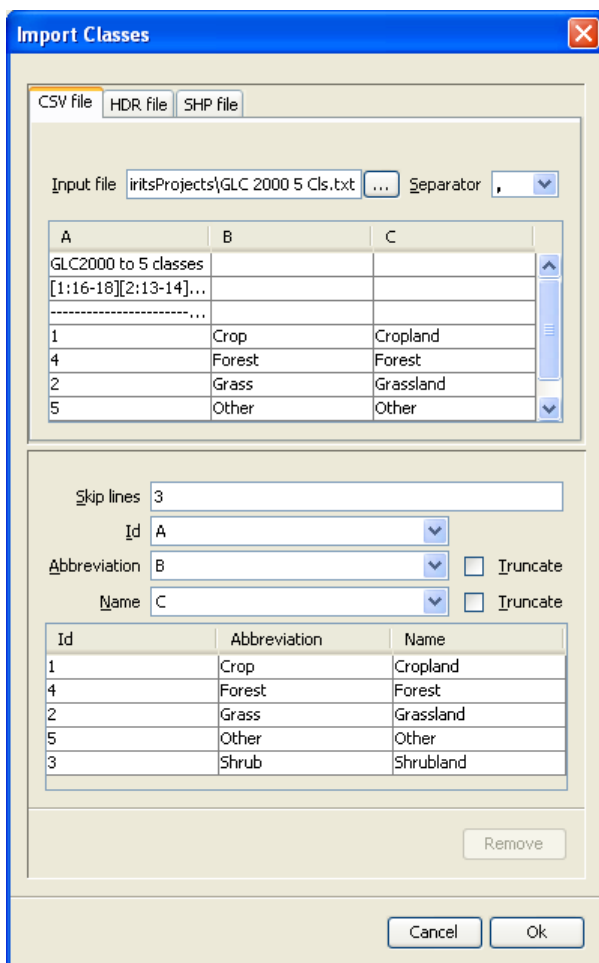 Import Classes
CSV file HDR file SHP file
Input file iritsProjects\GLC 2000 5 Cls.txt ... Separator ,
A B C
GLC2000 to 5 classes
[1:16-18][2:13-14]...
-----------------------...
1 Crop Cropland
4 Forest Forest
2 Grass Grassland
5 Other Other
Skip lines 3
Id A
Abbreviation B Truncate
Name C Truncate
Id Abbreviation Name
1 Crop Cropland
4 Forest Forest
2 Grass Grassland
5 Other Other
3 Shrub Shrubland
Remove
Cancel Ok